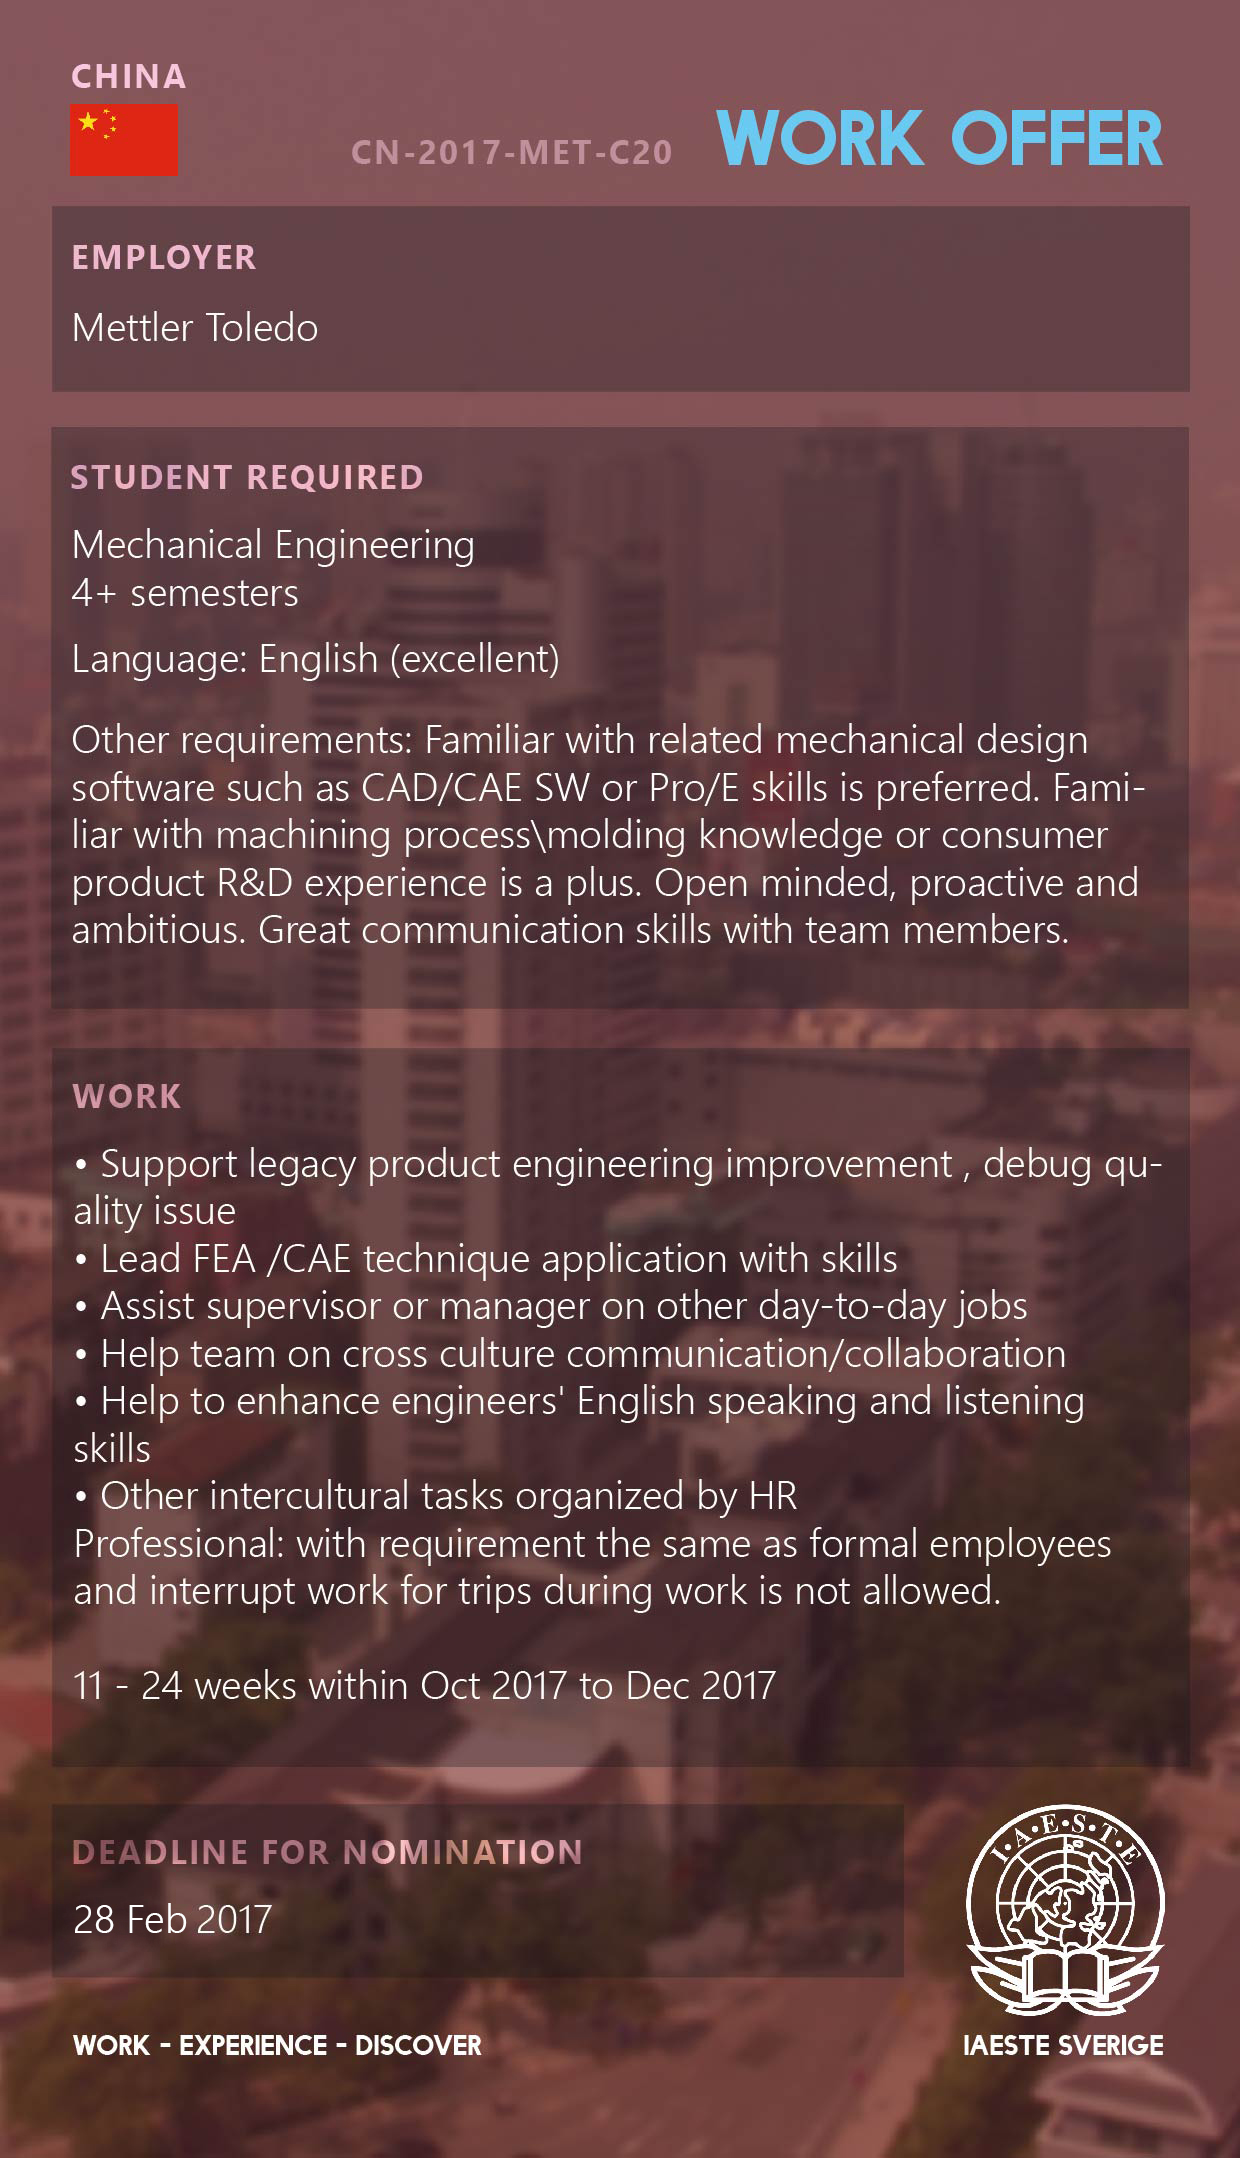 CHINA
CN-2017-MET-C20 WORK OFFER
EMPLOYER
Mettler Toledo
STUDENT REQUIRED
Mechanical Engineering
4+ semesters
Language: English (excellent)
Other requirements: Familiar with related mechanical design
software such as CAD/CAE SW or Pro/E skills is preferred. Fami-
liar with machining process\molding knowledge or consumer
product R&D experience is a plus. Open minded, proactive and
ambitious. Great communication skills with team members.
WORK
• Support legacy product engineering improvement , debug qu-
ality issue
• Lead FEA /CAE technique application with skills
• Assist supervisor or manager on other day-to-day jobs
• Help team on cross culture communication/collaboration
• Help to enhance engineers' English speaking and listening
skills
• Other intercultural tasks organized by HR
Professional: with requirement the same as formal employees
and interrupt work for trips during work is not allowed.
11 - 24 weeks within Oct 2017 to Dec 2017
DEADLINE FOR NOMINATION
28 Feb 2017
I·A·E·S·T·E
WORK - EXPERIENCE - DISCOVER
IAESTE SVERIGE